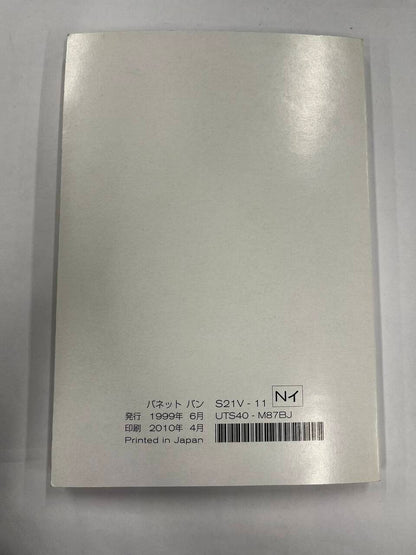 バネット バン S21V - 11 Nイ
発行 1999年 6月 UTS40 - M87BJ
印刷 2010年 4月
Printed in Japan